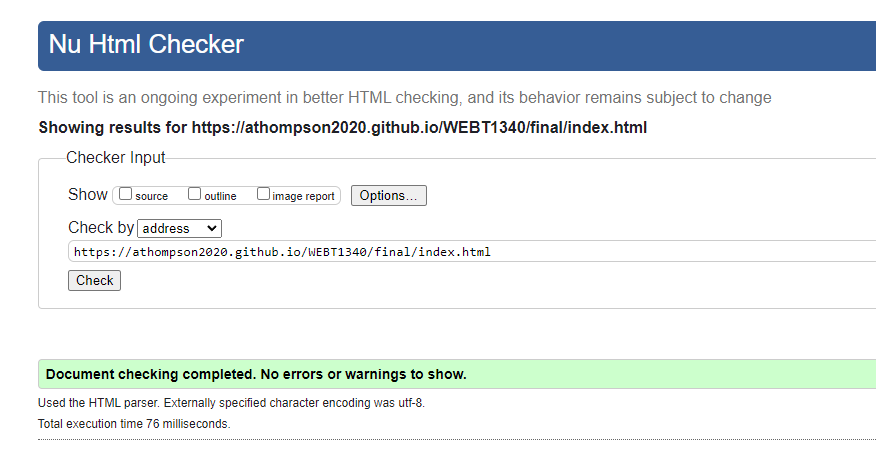 Nu Html Checker
This tool is an ongoing experiment in better HTML checking, and its behavior remains subject to change
Showing results for https://athompson2020.github.io/WEBT1340/final/index.html
Checker Input
Show source outline image report Options...
Check by address
https://athompson2020.github.io/WEBT1340/final/index.html
Check
Document checking completed. No errors or warnings to show.
Used the HTML parser. Externally specified character encoding was utf-8.
Total execution time 76 milliseconds.